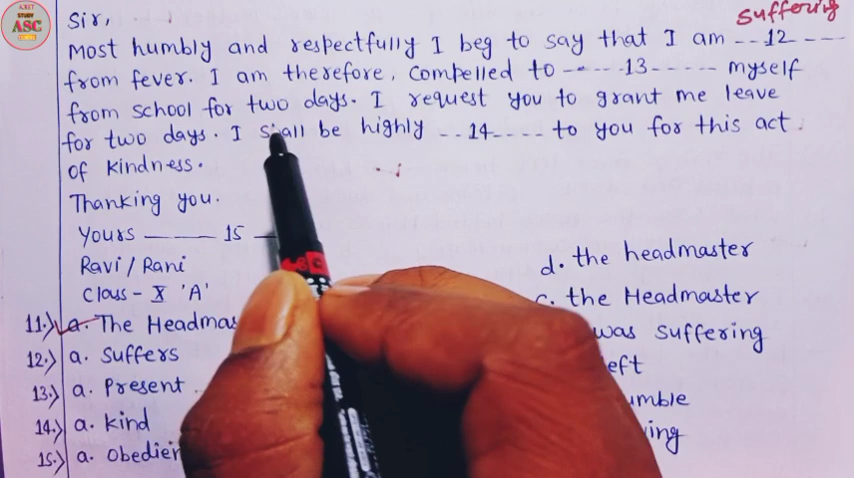 STUDY
ASC
suffering
Sir,
Most humbly and respectfully I beg to say that I am -- 12 ----
from fever. I am therefore, compelled to ----- 13 ----- myself
from school for two days. I request you to grant me leave
for two days. I shall be highly -- 14 ---- to you for this act
of kindness.
Thanking you.
Yours ——— 15 —
Ravi / Rani
Class - X 'A'
d. the headmaster
c. the Headmaster
11.) a. The Headmas
was suffering
12.) a. Suffers
eft
13.) a. Present
umble
14.) a. kind
ing
15.) a. obedien